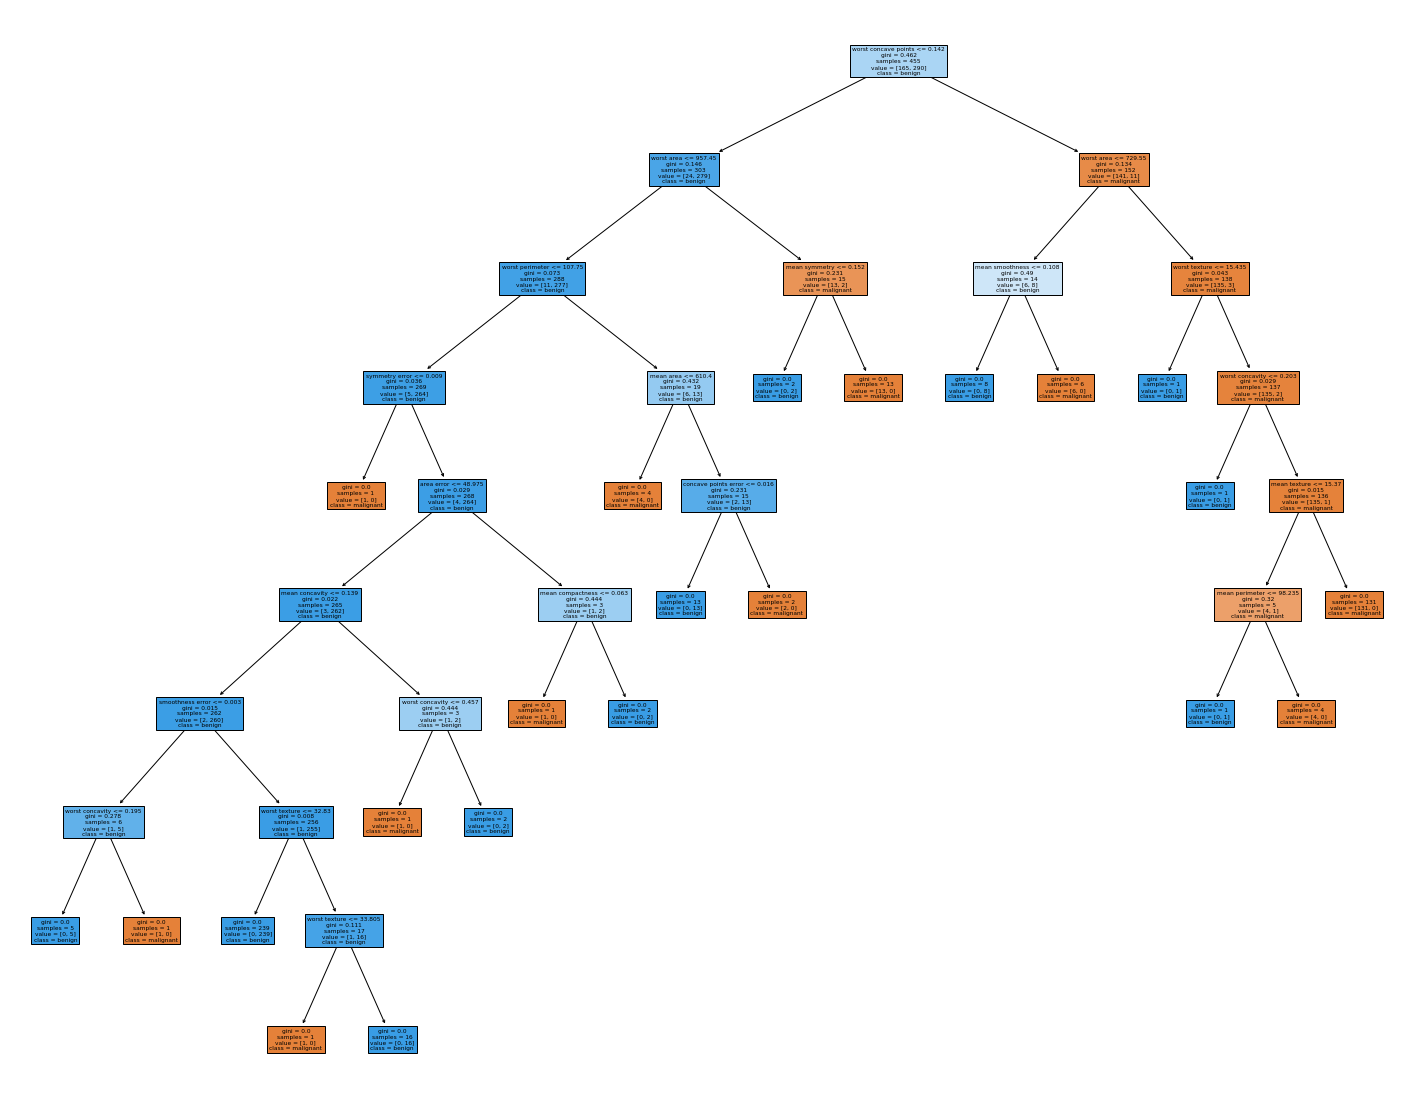 worst concave points <= 0.142
gini = 0.462
samples = 455
value = [165, 290]
class = benign
worst area <= 957.45
gini = 0.146
samples = 303
value = [24, 279]
class = benign
worst area <= 729.55
gini = 0.134
samples = 152
value = [141, 11]
class = malignant
worst perimeter <= 107.75
gini = 0.073
samples = 288
value = [11, 277]
class = benign
mean symmetry <= 0.152
gini = 0.231
samples = 15
value = [13, 2]
class = malignant
mean smoothness <= 0.108
gini = 0.49
samples = 14
value = [6, 8]
class = benign
worst texture <= 15.435
gini = 0.043
samples = 138
value = [135, 3]
class = malignant
symmetry error <= 0.009
gini = 0.036
samples = 269
value = [5, 264]
class = benign
mean area <= 610.4
gini = 0.432
samples = 19
value = [6, 13]
class = benign
gini = 0.0
samples = 2
value = [0, 2]
class = benign
gini = 0.0
samples = 13
value = [13, 0]
class = malignant
gini = 0.0
samples = 8
value = [0, 8]
class = benign
gini = 0.0
samples = 6
value = [6, 0]
class = malignant
gini = 0.0
samples = 1
value = [0, 1]
class = benign
worst concavity <= 0.203
gini = 0.029
samples = 137
value = [135, 2]
class = malignant
gini = 0.0
samples = 1
value = [1, 0]
class = malignant
area error <= 48.975
gini = 0.029
samples = 268
value = [4, 264]
class = benign
gini = 0.0
samples = 4
value = [4, 0]
class = malignant
concave points error <= 0.016
gini = 0.231
samples = 15
value = [2, 13]
class = benign
gini = 0.0
samples = 1
value = [0, 1]
class = benign
mean texture <= 15.37
gini = 0.015
samples = 136
value = [135, 1]
class = malignant
mean concavity <= 0.139
gini = 0.022
samples = 265
value = [3, 262]
class = benign
mean compactness <= 0.063
gini = 0.444
samples = 3
value = [1, 2]
class = benign
gini = 0.0
samples = 13
value = [0, 13]
class = benign
gini = 0.0
samples = 2
value = [2, 0]
class = malignant
mean perimeter <= 98.235
gini = 0.32
samples = 5
value = [4, 1]
class = malignant
gini = 0.0
samples = 131
value = [131, 0]
class = malignant
smoothness error <= 0.003
gini = 0.015
samples = 262
value = [2, 260]
class = benign
worst concavity <= 0.457
gini = 0.444
samples = 3
value = [1, 2]
class = benign
gini = 0.0
samples = 1
value = [1, 0]
class = malignant
gini = 0.0
samples = 2
value = [0, 2]
class = benign
gini = 0.0
samples = 1
value = [0, 1]
class = benign
gini = 0.0
samples = 4
value = [4, 0]
class = malignant
worst concavity <= 0.195
gini = 0.278
samples = 6
value = [1, 5]
class = benign
worst texture <= 32.83
gini = 0.008
samples = 256
value = [1, 255]
class = benign
gini = 0.0
samples = 1
value = [1, 0]
class = malignant
gini = 0.0
samples = 2
value = [0, 2]
class = benign
gini = 0.0
samples = 5
value = [0, 5]
class = benign
gini = 0.0
samples = 1
value = [1, 0]
class = malignant
gini = 0.0
samples = 239
value = [0, 239]
class = benign
worst texture <= 33.805
gini = 0.111
samples = 17
value = [1, 16]
class = benign
gini = 0.0
samples = 1
value = [1, 0]
class = malignant
gini = 0.0
samples = 16
value = [0, 16]
class = benign